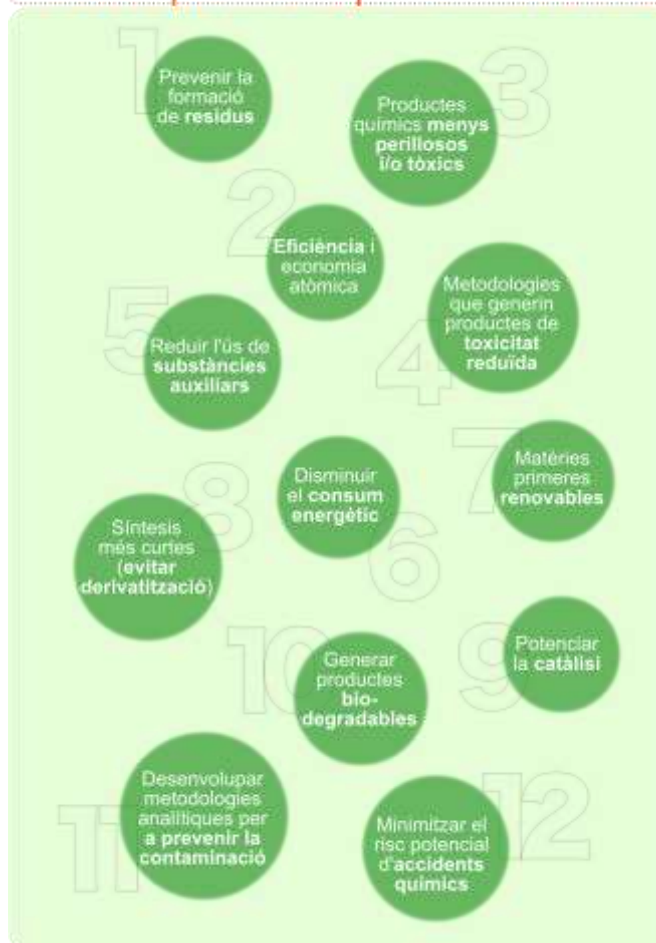 1
Prevenir la
formació
de residus
2
Eficiència i
economia
atòmica
3
Productes
químics menys
perillosos
i/o tòxics
4
Metodologies
que generin
productes de
toxicitat
reduïda
5
Reduir l'ús de
substàncies
auxiliars
6
Disminuir
el consum
energètic
7
Matèries
primeres
renovables
8
Síntesis
més curtes
(evitar
derivatització)
9
Potenciar
la catàlisi
10
Generar
productes
bio-
degradables
11
Desenvolupar
metodologies
analítiques per
a prevenir la
contaminació
12
Minimitzar el
risc potencial
d'accidents
químics